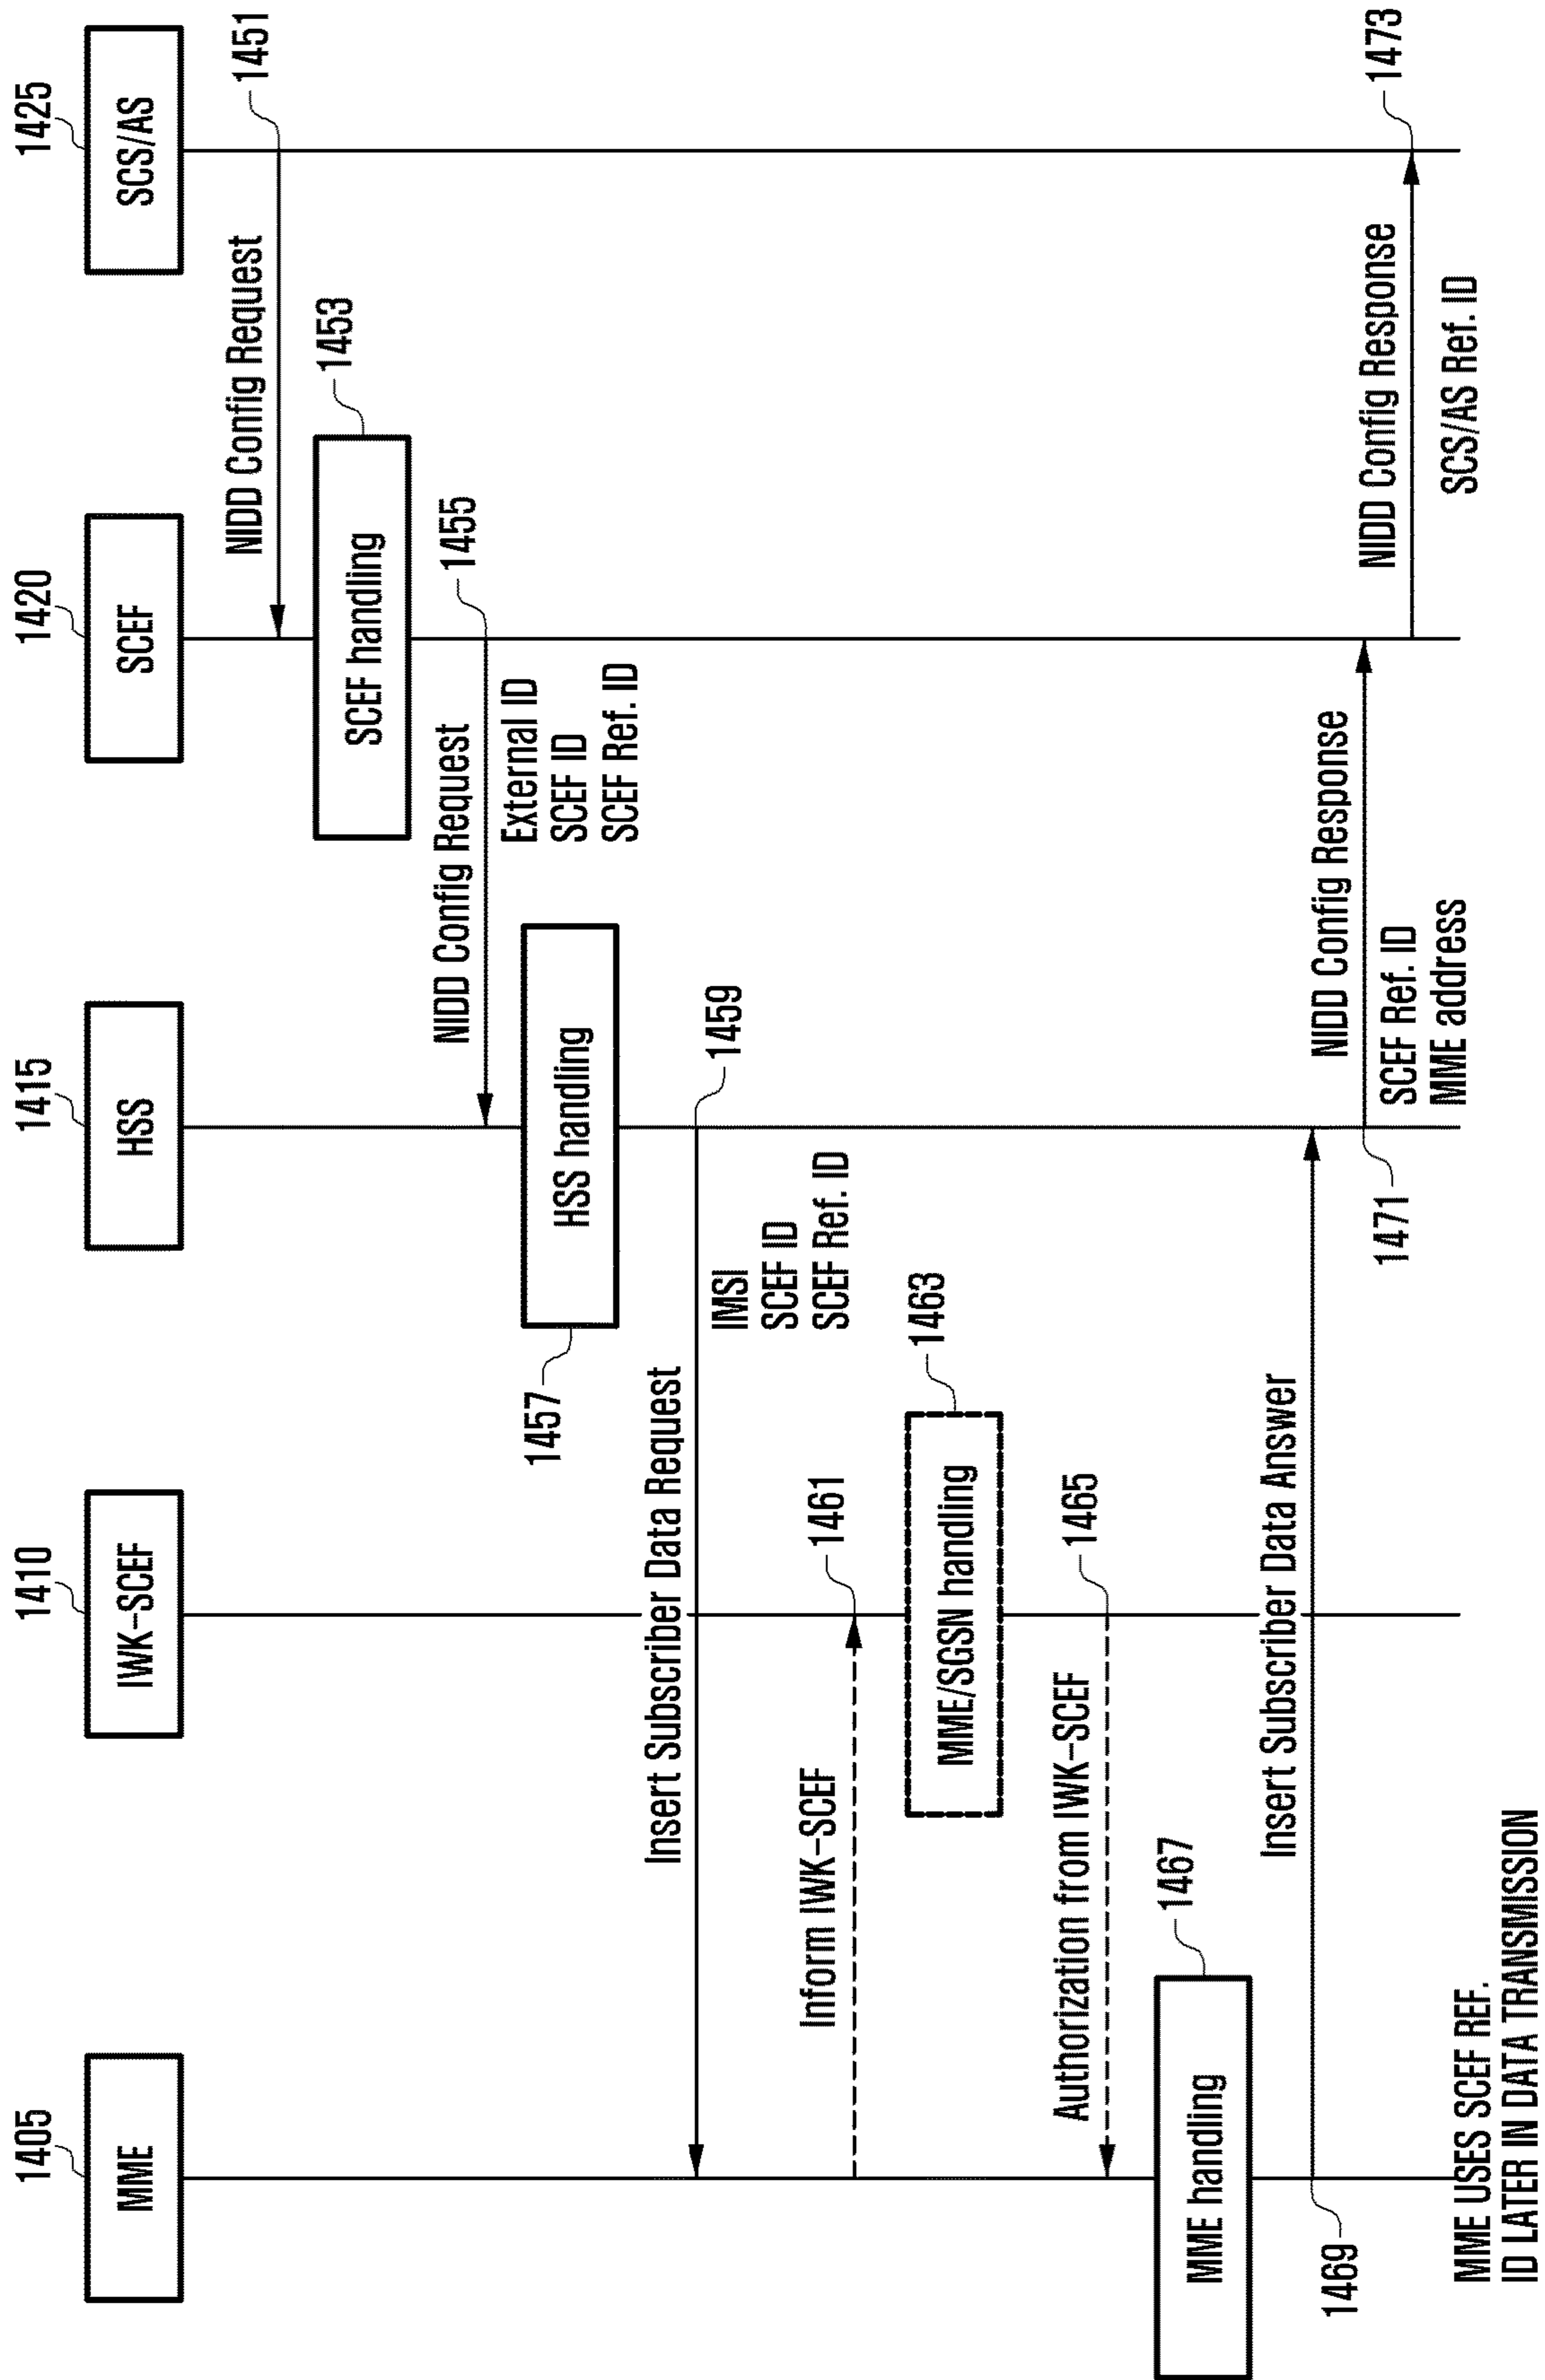 1405
1410
1415
1420
1425
MME
IWK-SCEF
HSS
SCEF
SCS/AS
NIDD Config Request
1451
SCEF handling
1453
NIDD Config Request
1455
External ID
SCEF ID
SCEF Ref. ID
HSS handling
1457
Insert Subscriber Data Request
1459
IMSI
SCEF ID
SCEF Ref. ID
Inform IWK-SCEF
1461
MME/SGSN handling
1463
Authorization from IWK-SCEF
1465
MME handling
1467
Insert Subscriber Data Answer
1469
NIDD Config Response
1471
SCEF Ref. ID
MME address
NIDD Config Response
1473
SCS/AS Ref. ID
MME USES SCEF REF.
ID LATER IN DATA TRANSMISSION